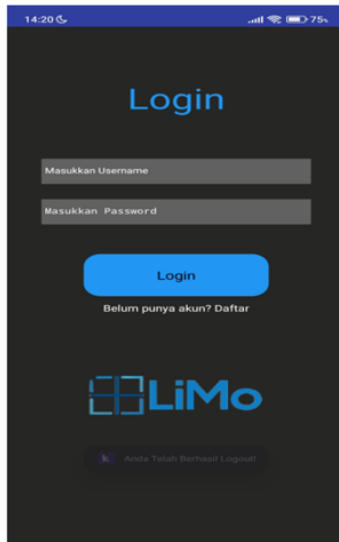 14:20 75%
Login
Masukkan Username
Masukkan Password
Login
Belum punya akun? Daftar
LiMo
Anda Telah Berhasil Logout!